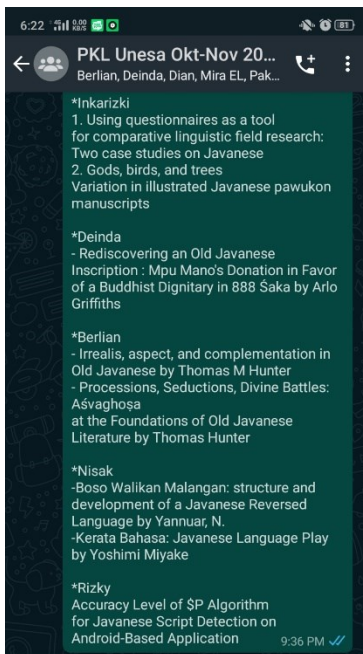 6:22 4G 0.00 KB/S 81
PKL Unesa Okt-Nov 20...
Berlian, Deinda, Dian, Mira EL, Pak...
*Inkarizki
1. Using questionnaires as a tool
for comparative linguistic field research:
Two case studies on Javanese
2. Gods, birds, and trees
Variation in illustrated Javanese pawukon
manuscripts
*Deinda
- Rediscovering an Old Javanese
Inscription : Mpu Mano's Donation in Favor
of a Buddhist Dignitary in 888 Śaka by Arlo
Griffiths
*Berlian
- Irrealis, aspect, and complementation in
Old Javanese by Thomas M Hunter
- Processions, Seductions, Divine Battles:
Aśvaghoṣa
at the Foundations of Old Javanese
Literature by Thomas Hunter
*Nisak
-Boso Walikan Malangan: structure and
development of a Javanese Reversed
Language by Yannuar, N.
-Kerata Bahasa: Javanese Language Play
by Yoshimi Miyake
*Rizky
Accuracy Level of $P Algorithm
for Javanese Script Detection on
Android-Based Application 9:36 PM